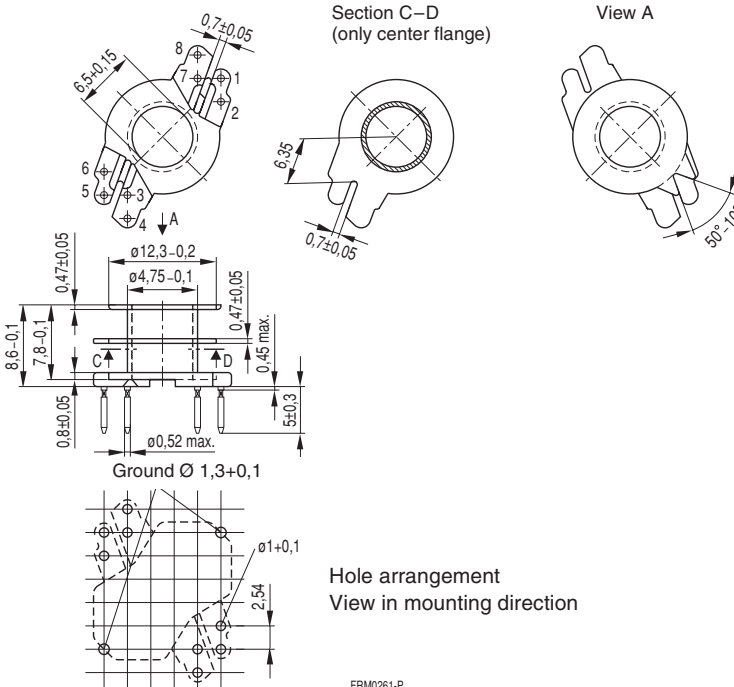 Section C–D
(only center flange)
View A
0,7±0,05
6,5+0,15
8
7
1
2
6
5
3
4
A
6,35
0,7±0,05
ø12,3–0,2
ø4,75–0,1
0,47±0,05
0,47±0,05
0,45 max.
8,6–0,1
7,8–0,1
C
D
0,8±0,05
5±0,3
ø0,52 max.
Ground Ø 1,3+0,1
ø1+0,1
2,54
Hole arrangement
View in mounting direction
FRM0261-P